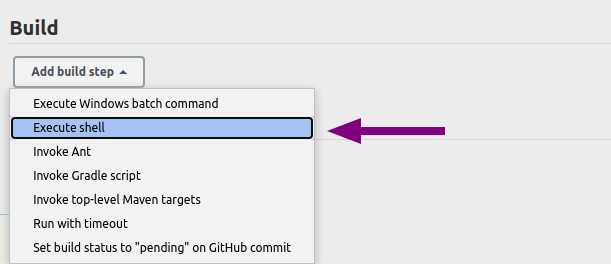 Build
Add build step
Execute Windows batch command
Execute shell
Invoke Ant
Invoke Gradle script
Invoke top-level Maven targets
Run with timeout
Set build status to "pending" on GitHub commit